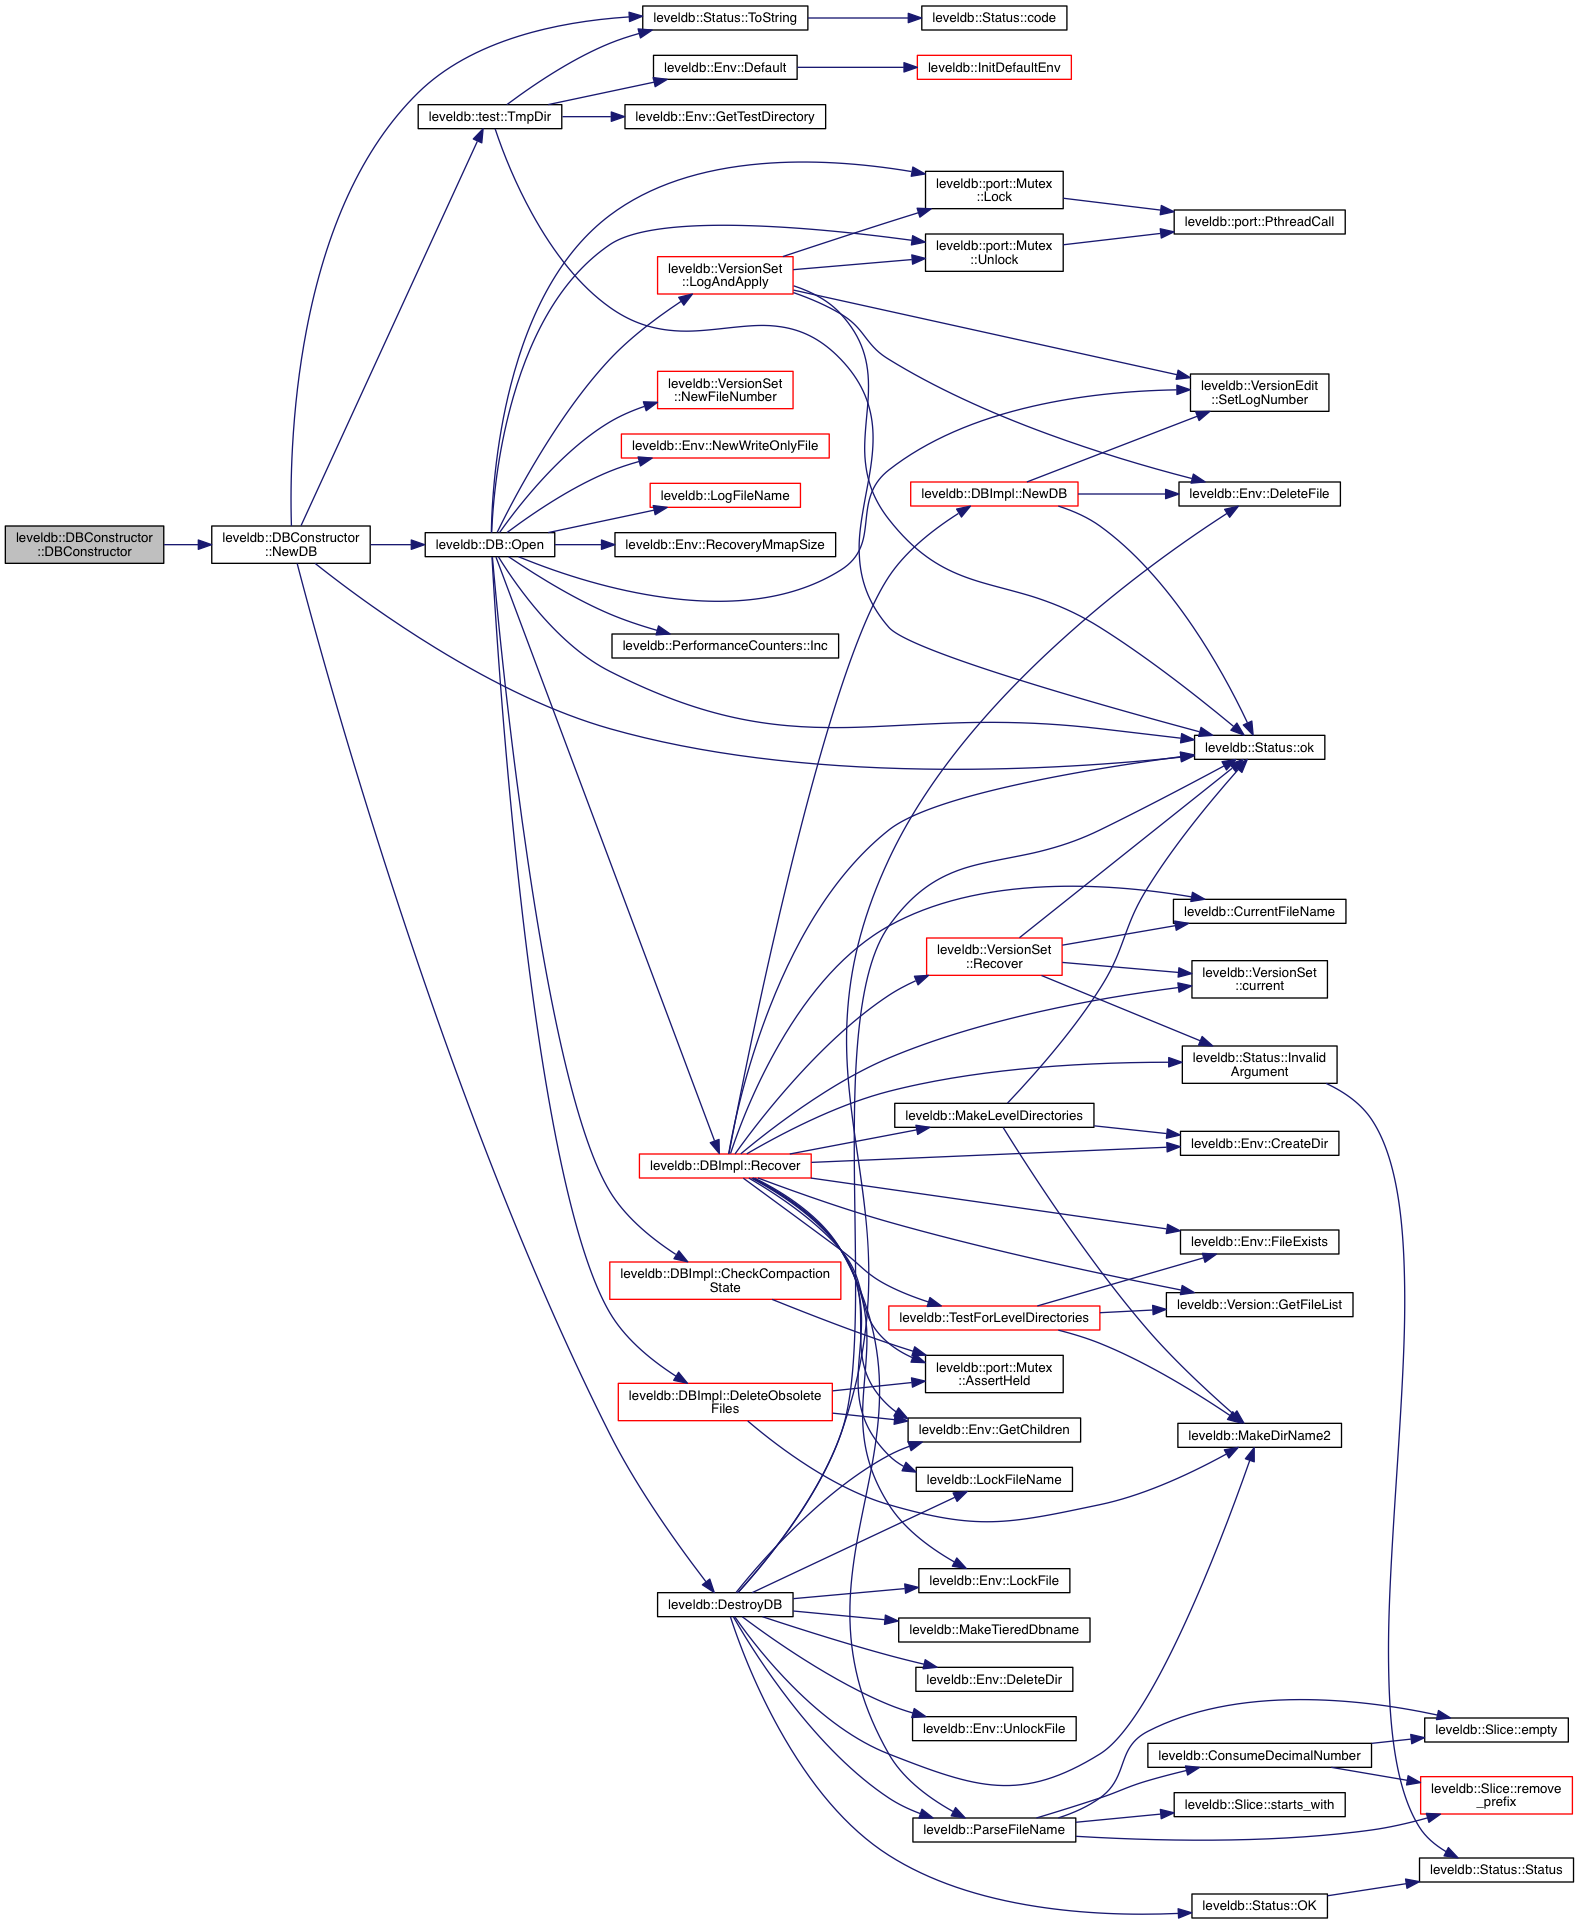 leveldb::Status::ToString
leveldb::Status::code
leveldb::Env::Default
leveldb::InitDefaultEnv
leveldb::test::TmpDir
leveldb::Env::GetTestDirectory
leveldb::port::Mutex
::Lock
leveldb::port::PthreadCall
leveldb::port::Mutex
::Unlock
leveldb::VersionSet
::LogAndApply
leveldb::VersionSet
::NewFileNumber
leveldb::VersionEdit
::SetLogNumber
leveldb::Env::NewWriteOnlyFile
leveldb::LogFileName
leveldb::DBImpl::NewDB
leveldb::Env::DeleteFile
leveldb::DBConstructor
::DBConstructor
leveldb::DBConstructor
::NewDB
leveldb::DB::Open
leveldb::Env::RecoveryMmapSize
leveldb::PerformanceCounters::Inc
leveldb::Status::ok
leveldb::CurrentFileName
leveldb::VersionSet
::Recover
leveldb::VersionSet
::current
leveldb::Status::Invalid
Argument
leveldb::MakeLevelDirectories
leveldb::Env::CreateDir
leveldb::DBImpl::Recover
leveldb::Env::FileExists
leveldb::DBImpl::CheckCompaction
State
leveldb::Version::GetFileList
leveldb::TestForLevelDirectories
leveldb::port::Mutex
::AssertHeld
leveldb::DBImpl::DeleteObsolete
Files
leveldb::Env::GetChildren
leveldb::MakeDirName2
leveldb::LockFileName
leveldb::Env::LockFile
leveldb::DestroyDB
leveldb::MakeTieredDbname
leveldb::Env::DeleteDir
leveldb::Env::UnlockFile
leveldb::Slice::empty
leveldb::ConsumeDecimalNumber
leveldb::Slice::remove
_prefix
leveldb::Slice::starts_with
leveldb::ParseFileName
leveldb::Status::Status
leveldb::Status::OK